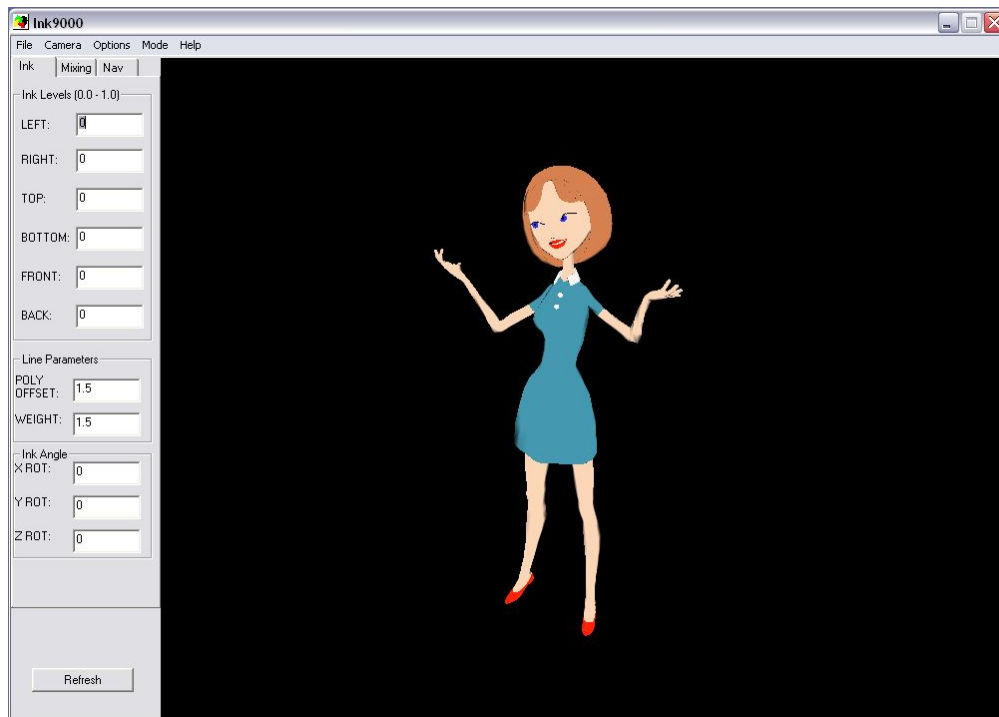 Ink9000
File Camera Options Mode Help
Ink Mixing Nav
Ink Levels (0.0 - 1.0)
LEFT: 0
RIGHT: 0
TOP: 0
BOTTOM: 0
FRONT: 0
BACK: 0
Line Parameters
POLY
OFFSET: 1.5
WEIGHT: 1.5
Ink Angle
X ROT: 0
Y ROT: 0
Z ROT: 0
Refresh